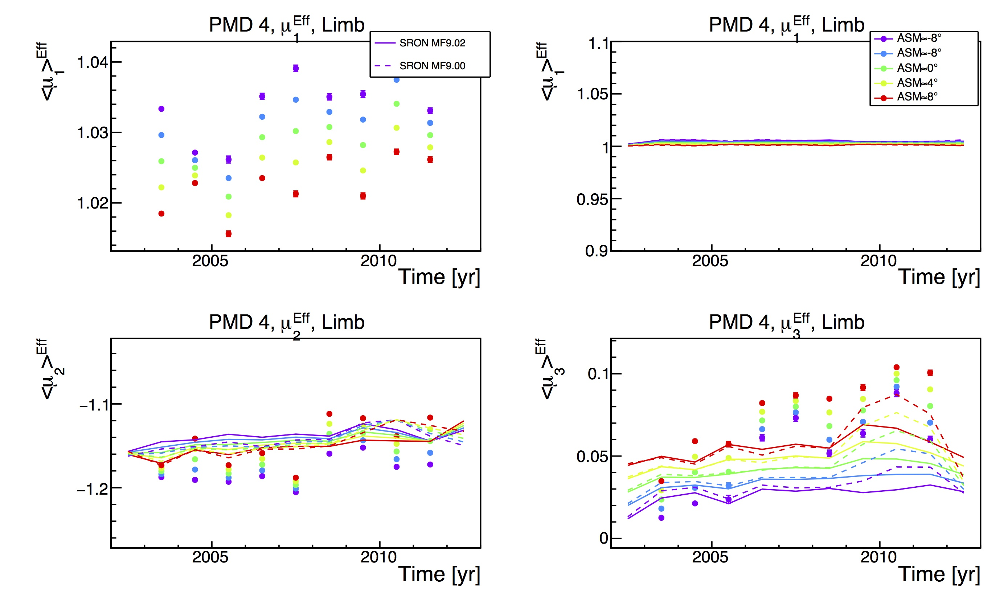 PMD 4, μ1Eff, Limb
<μ1>Eff
SRON MF9.02
SRON MF9.00
1.04
1.03
1.02
2005
2010
Time [yr]
PMD 4, μ1Eff, Limb
<μ1>Eff
ASM≈-8°
ASM≈-8°
ASM≈0°
ASM≈4°
ASM≈8°
1.1
1.05
1
0.95
0.9
2005
2010
Time [yr]
PMD 4, μ2Eff, Limb
<μ2>Eff
−1.1
−1.2
2005
2010
Time [yr]
PMD 4, μ3Eff, Limb
<μ3>Eff
0.1
0.05
0
2005
2010
Time [yr]